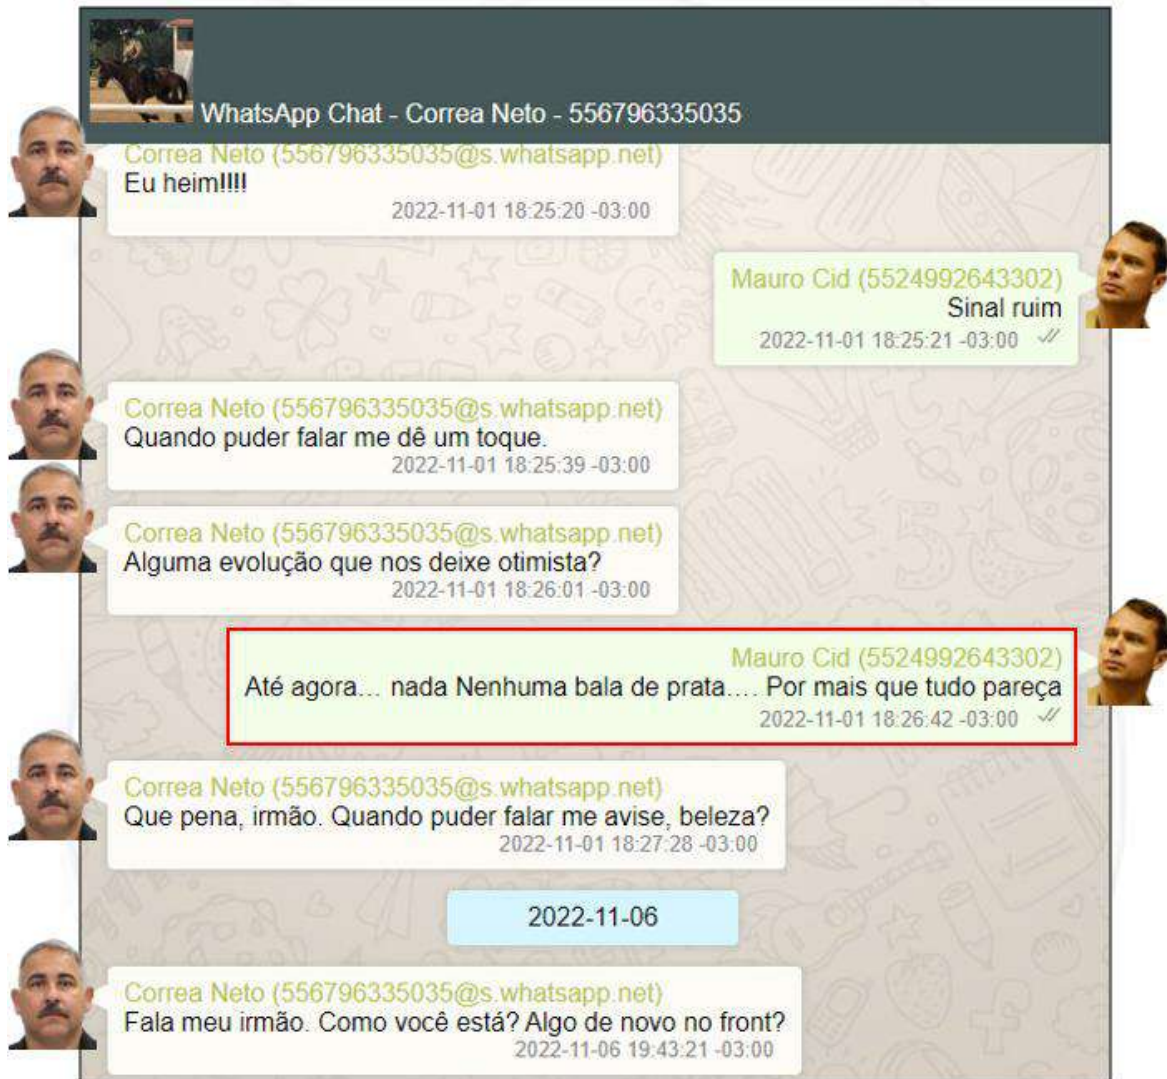 WhatsApp Chat - Correa Neto - 556796335035
Correa Neto (556796335035@s.whatsapp.net)
Eu heim!!!!
2022-11-01 18:25:20 -03:00
Mauro Cid (5524992643302)
Sinal ruim
2022-11-01 18:25:21 -03:00
Correa Neto (556796335035@s.whatsapp.net)
Quando puder falar me dê um toque.
2022-11-01 18:25:39 -03:00
Correa Neto (556796335035@s.whatsapp.net)
Alguma evolução que nos deixe otimista?
2022-11-01 18:26:01 -03:00
Mauro Cid (5524992643302)
Até agora... nada Nenhuma bala de prata.... Por mais que tudo pareça
2022-11-01 18:26:42 -03:00
Correa Neto (556796335035@s.whatsapp.net)
Que pena, irmão. Quando puder falar me avise, beleza?
2022-11-01 18:27:28 -03:00
2022-11-06
Correa Neto (556796335035@s.whatsapp.net)
Fala meu irmão. Como você está? Algo de novo no front?
2022-11-06 19:43:21 -03:00